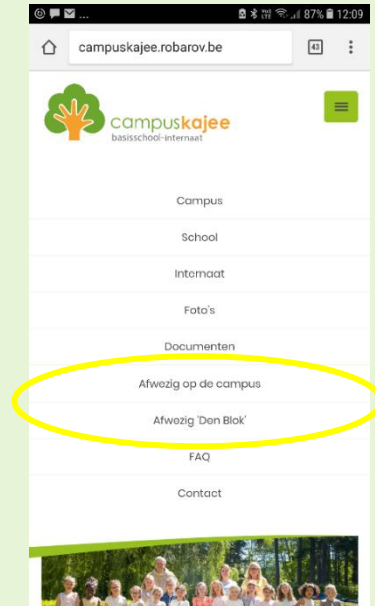 87% 12:09
campuskajee.robarov.be 43
campuskajee
basisschool-internaat
Campus
School
Internaat
Foto's
Documenten
Afwezig op de campus
Afwezig 'Den Blok'
FAQ
Contact